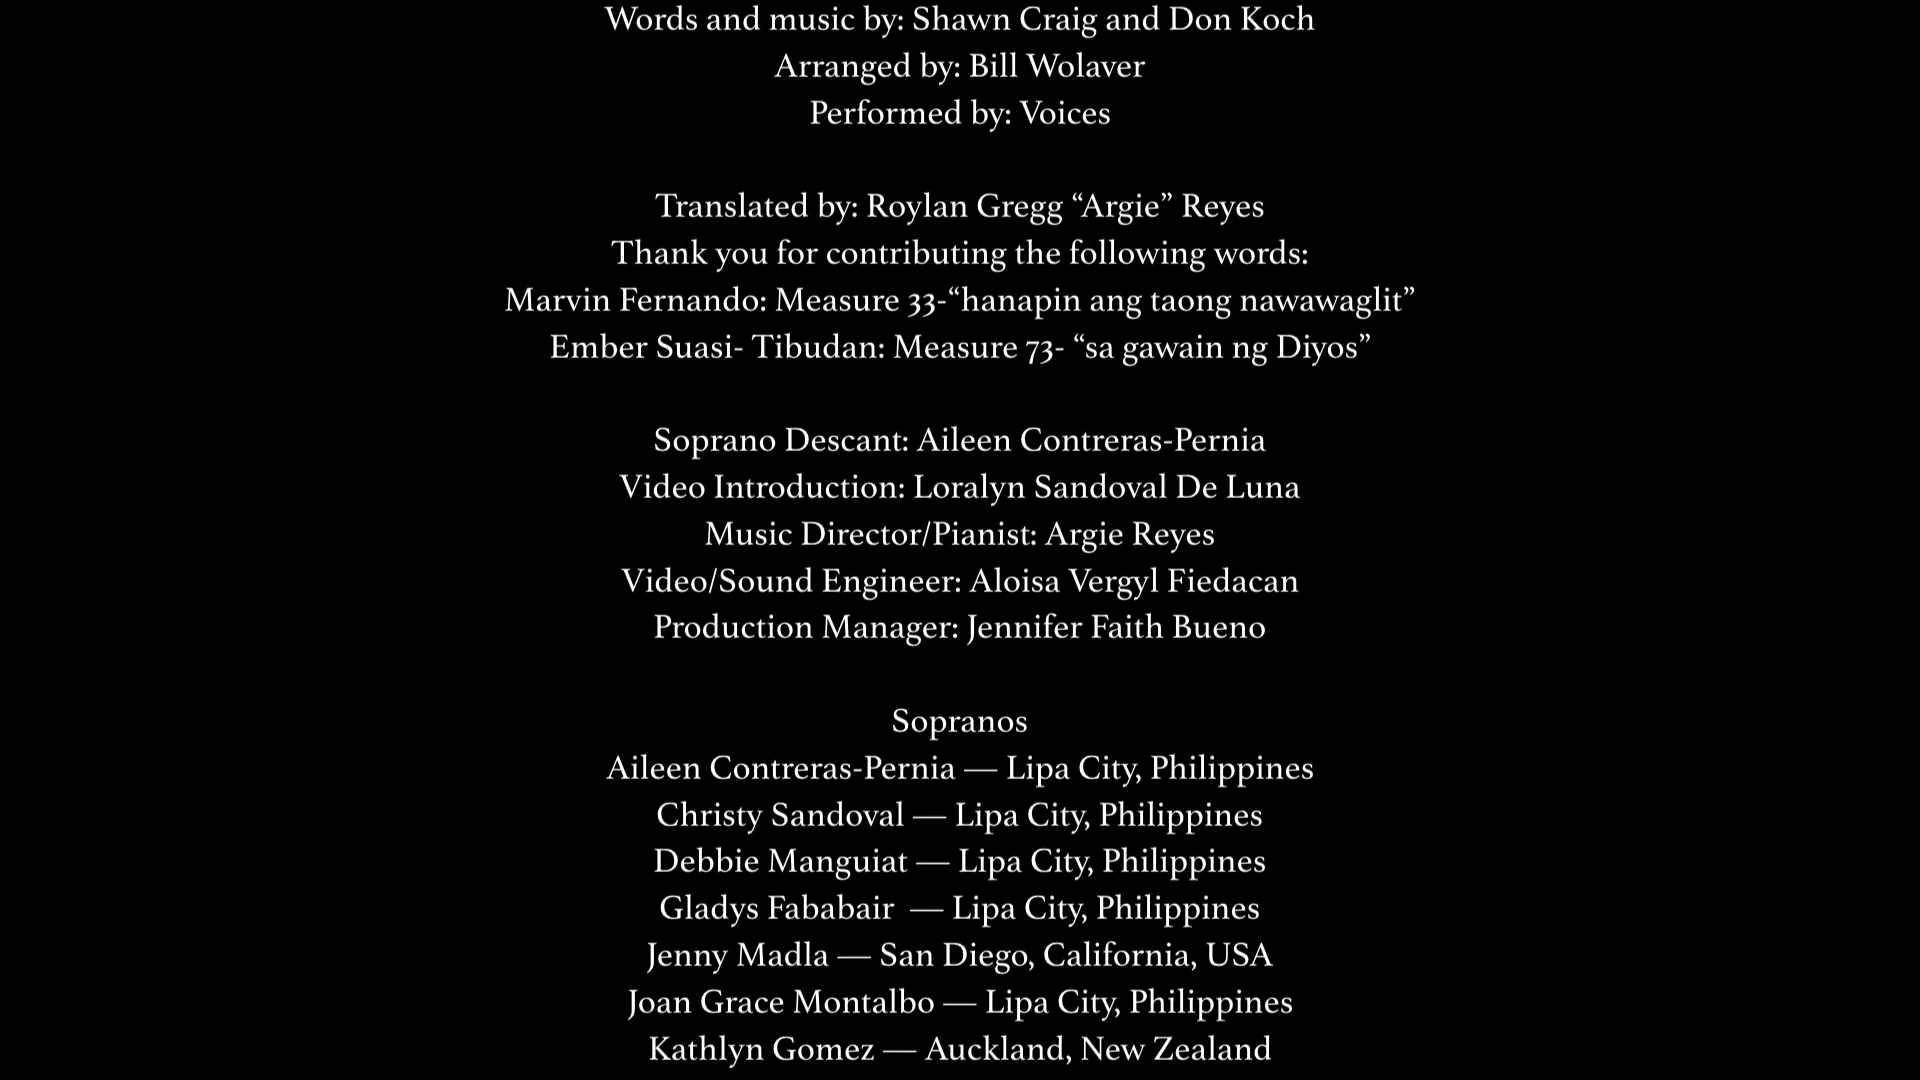 Words and music by: Shawn Craig and Don Koch
Arranged by: Bill Wolaver
Performed by: Voices
Translated by: Roylan Gregg “Argie” Reyes
Thank you for contributing the following words:
Marvin Fernando: Measure 33-“hanapin ang taong nawawaglit”
Ember Suasi- Tibudan: Measure 73- “sa gawain ng Diyos”
Soprano Descant: Aileen Contreras-Pernia
Video Introduction: Loralyn Sandoval De Luna
Music Director/Pianist: Argie Reyes
Video/Sound Engineer: Aloisa Vergyl Fiedacan
Production Manager: Jennifer Faith Bueno
Sopranos
Aileen Contreras-Pernia — Lipa City, Philippines
Christy Sandoval — Lipa City, Philippines
Debbie Manguiat — Lipa City, Philippines
Gladys Fababair — Lipa City, Philippines
Jenny Madla — San Diego, California, USA
Joan Grace Montalbo — Lipa City, Philippines
Kathlyn Gomez — Auckland, New Zealand